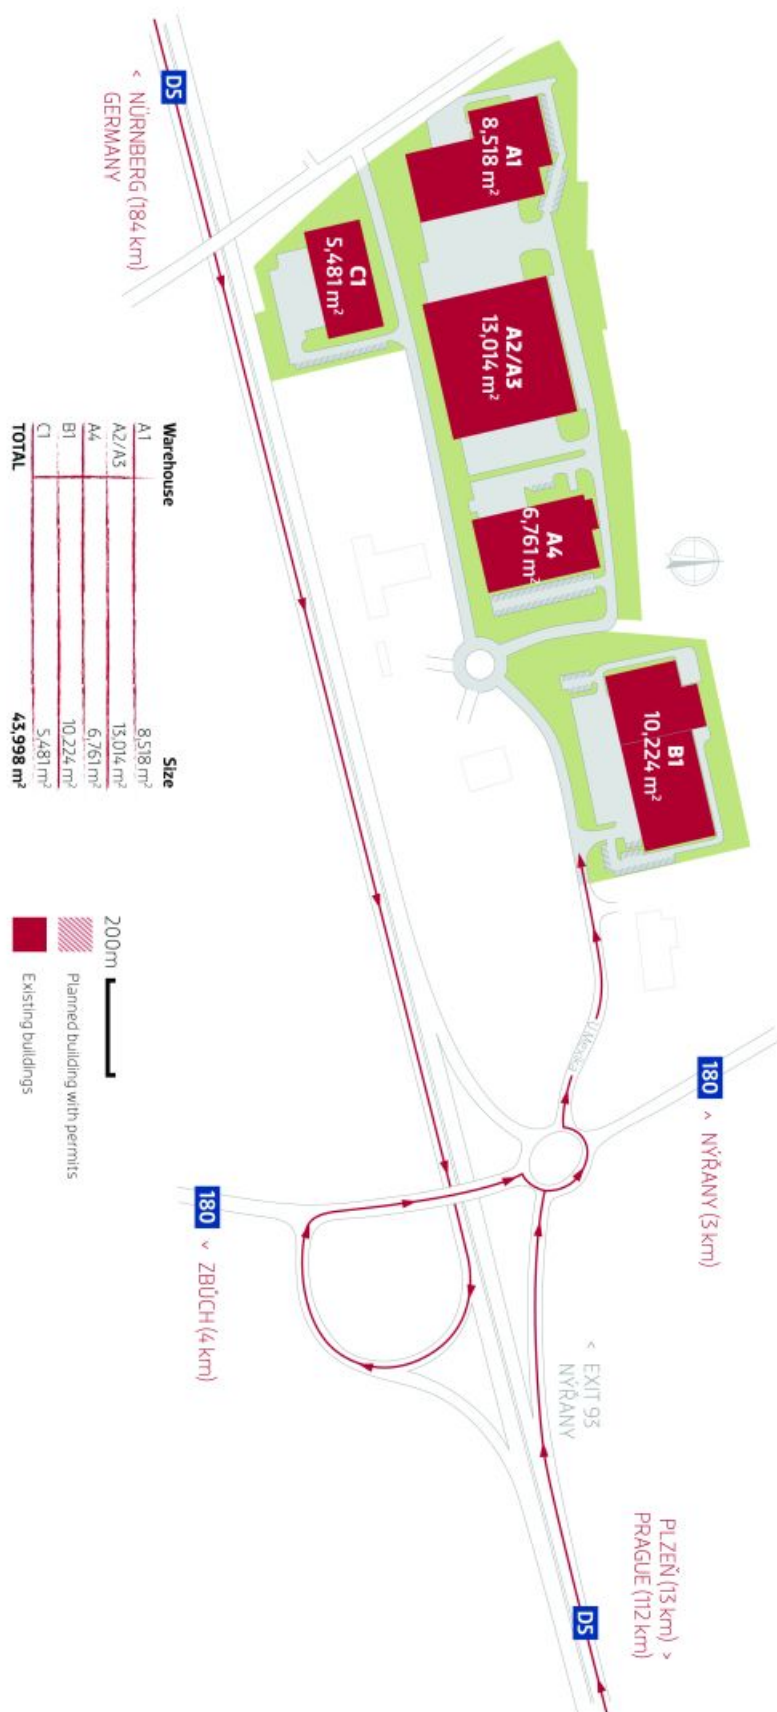 D5
< NÜRNBERG (184 km)
GERMANY
A1
8,518 m²
C1
5,481 m²
A2/A3
13,014 m²
A4
6,761 m²
B1
10,224 m²
180
^ NÝŘANY (3 km)
180
˅ ZBŮCH (4 km)
< EXIT 93
NÝŘANY
PLZEŇ (13 km) >
PRAGUE (112 km)
D5
Warehouse Size
A1 8,518 m²
A2/A3 13,014 m²
A4 6,761 m²
B1 10,224 m²
C1 5,481 m²
TOTAL 43,998 m²
200m
Planned building with permits
Existing buildings